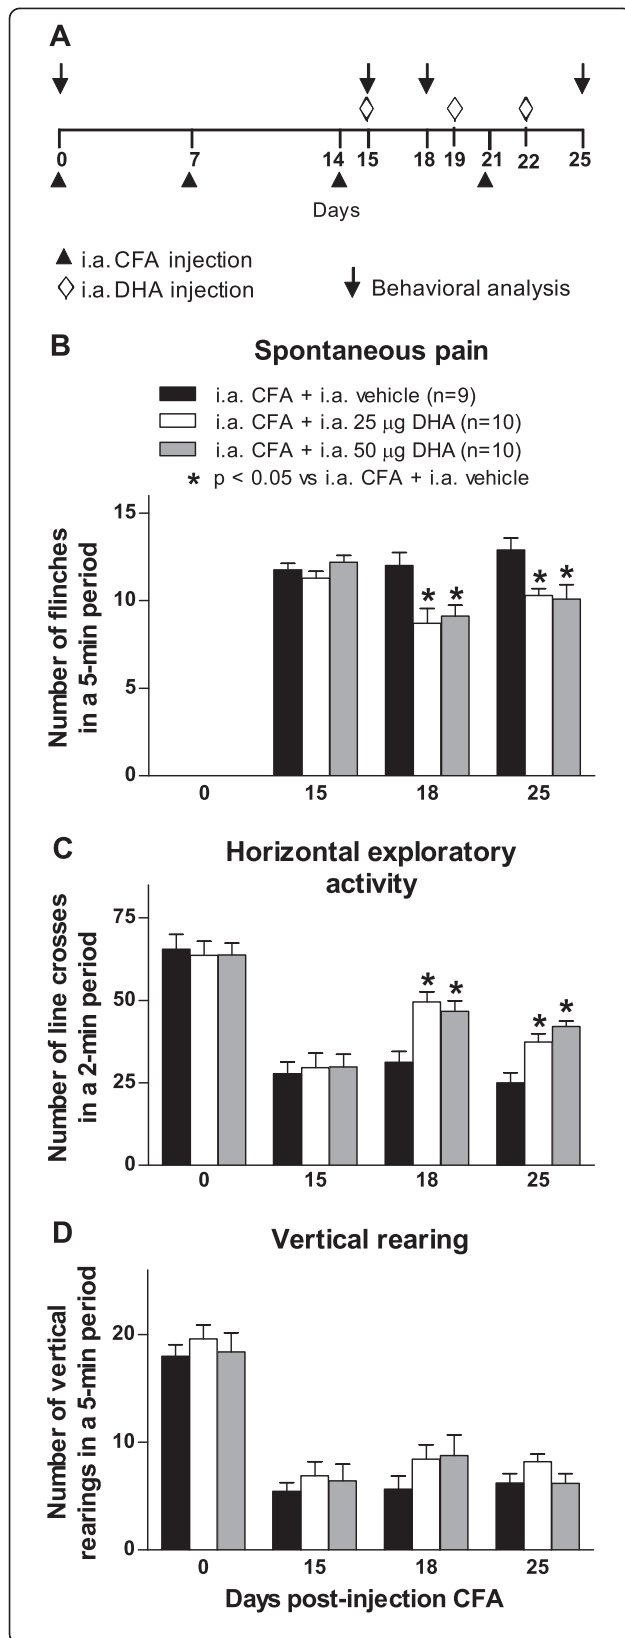 A
0 7 14 15 18 19 21 22 25
Days
i.a. CFA injection
i.a. DHA injection
Behavioral analysis
B
Spontaneous pain
i.a. CFA + i.a. vehicle (n=9)
i.a. CFA + i.a. 25 μg DHA (n=10)
i.a. CFA + i.a. 50 μg DHA (n=10)
* p < 0.05 vs i.a. CFA + i.a. vehicle
Number of flinches
in a 5-min period
15
10
5
0
* * * *
0 15 18 25
C
Horizontal exploratory
activity
Number of line crosses
in a 2-min period
75
50
25
0
* * * *
0 15 18 25
D
Vertical rearing
Number of vertical
rearings in a 5-min period
20
10
0
0 15 18 25
Days post-injection CFA